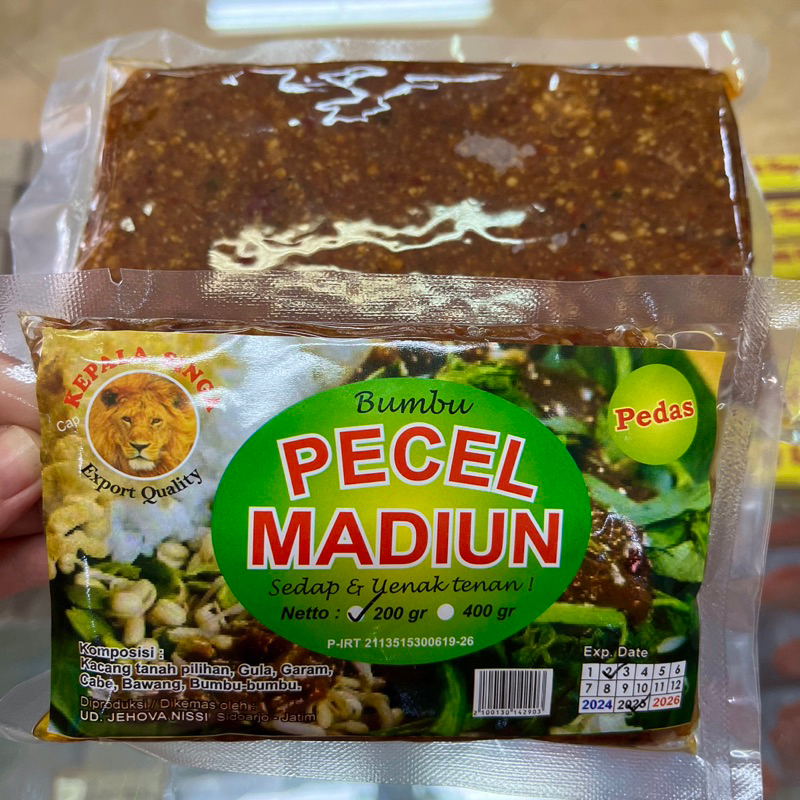 KEPALA SINGA
Cap
Export Quality
Bumbu
PECEL
MADIUN
Sedap & Yenak tenan !
Netto : 200 gr 400 gr
P-IRT 2113515300619-26
Pedas
Komposisi :
Kacang tanah pilihan, Gula, Garam,
Cabe, Bawang, Bumbu-bumbu.
Diproduksi / Dikemas oleh :
UD. JEHOVA NISSI Sidoarjo - Jatim
2100130142903
Exp. Date
1 2 3 4 5 6
7 8 9 10 11 12
2024 2025 2026